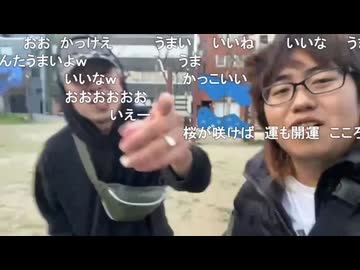 おお かっけえ うまい いいね いいな
んたうまいよｗ うま
いいなｗ かっこいい
おおおおおお
いえー
桜が咲けば 運も開運 こころ